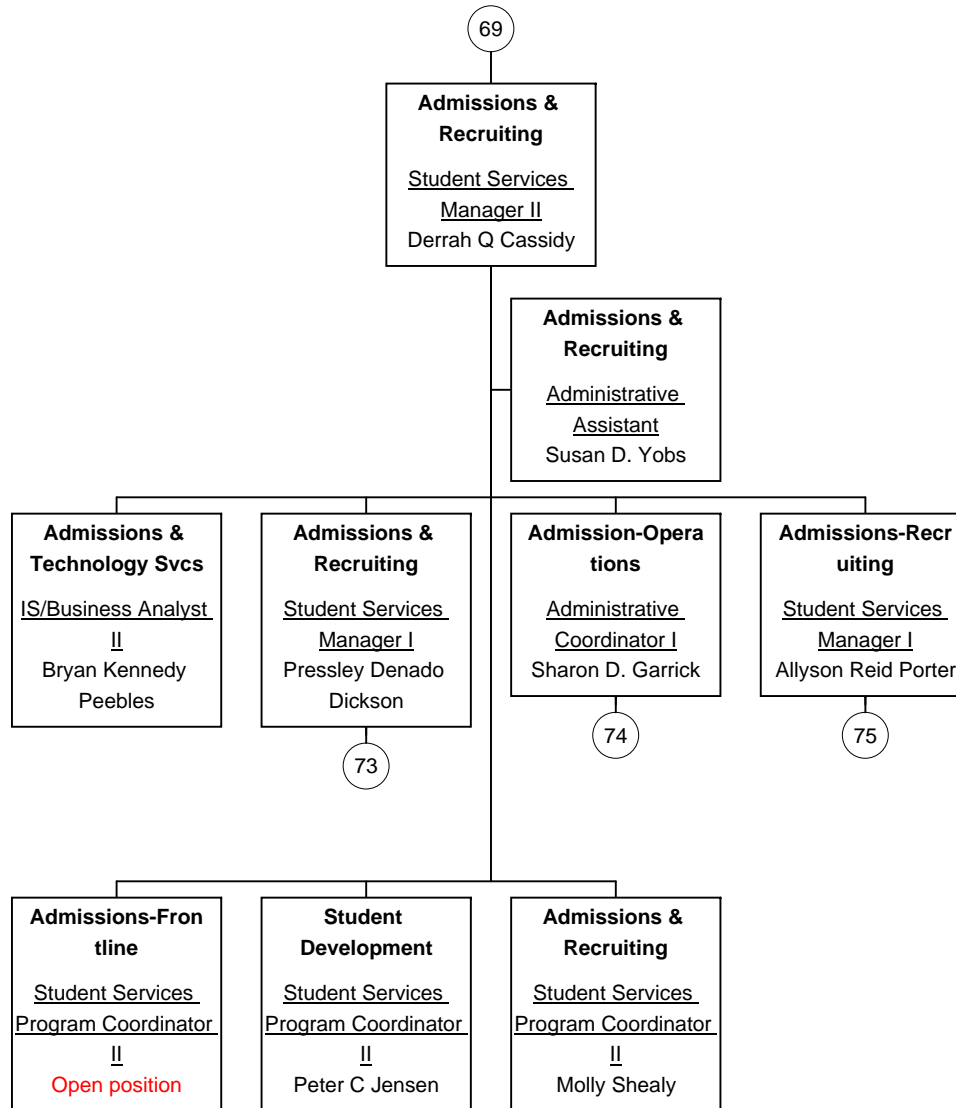 69
Admissions &
Recruiting
Student Services
Manager II
Derrah Q Cassidy
Admissions &
Recruiting
Administrative
Assistant
Susan D. Yobs
Admissions &
Technology Svcs
IS/Business Analyst
II
Bryan Kennedy
Peebles
Admissions &
Recruiting
Student Services
Manager I
Pressley Denado
Dickson
Admission-Opera
tions
Administrative
Coordinator I
Sharon D. Garrick
Admissions-Recr
uiting
Student Services
Manager I
Allyson Reid Porter
73
74
75
Admissions-Fron
tline
Student Services
Program Coordinator
II
Open position
Student
Development
Student Services
Program Coordinator
II
Peter C Jensen
Admissions &
Recruiting
Student Services
Program Coordinator
II
Molly Shealy